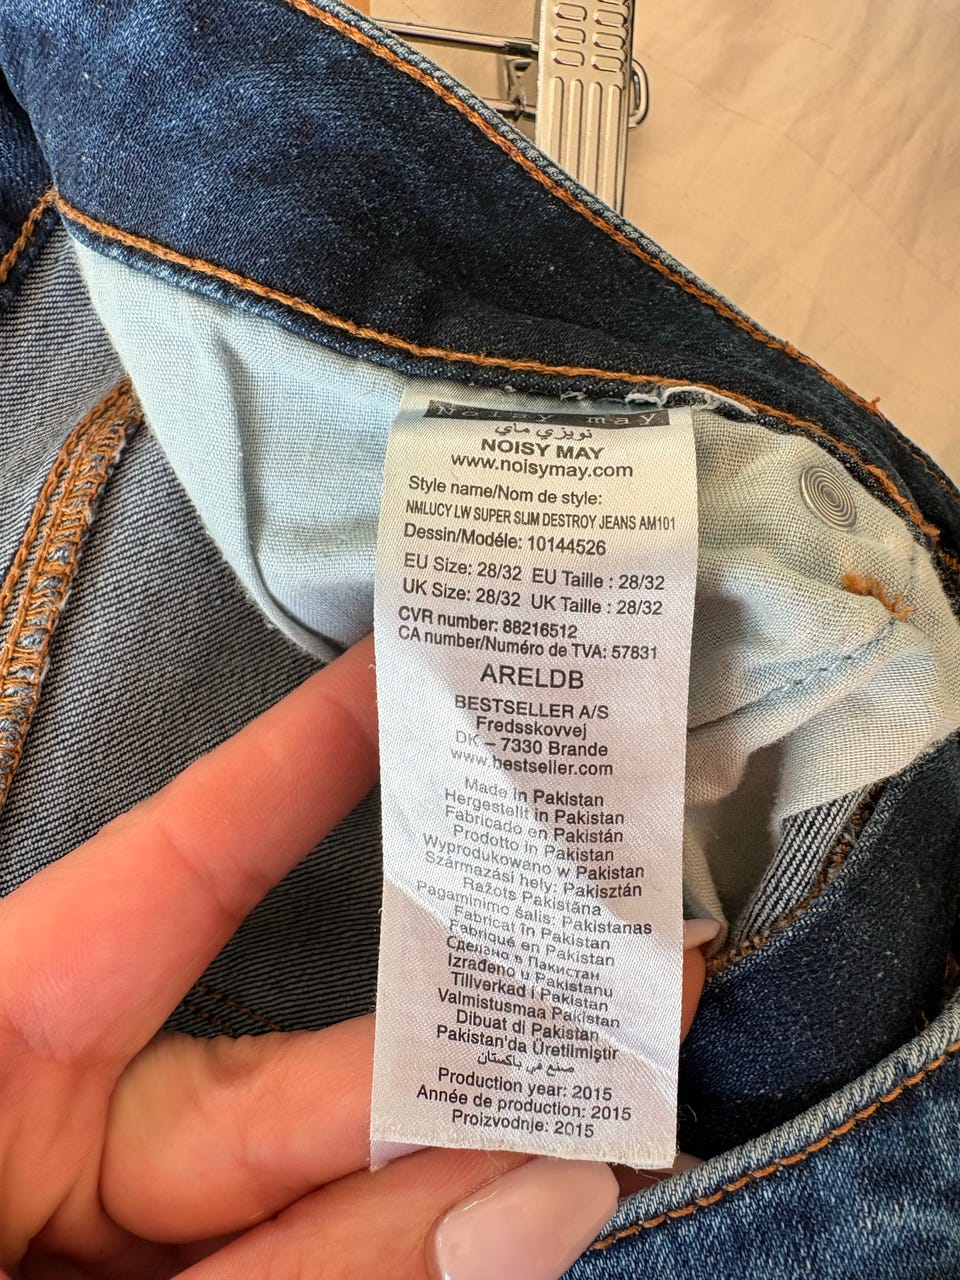 Noisy may
نويزي ماي
NOISY MAY
www.noisymay.com
Style name/Nom de style:
NMLUCY LW SUPER SLIM DESTROY JEANS AM101
Dessin/Modéle: 10144526
EU Size: 28/32 EU Taille : 28/32
UK Size: 28/32 UK Taille : 28/32
CVR number: 88216512
CA number/Numéro de TVA: 57831
ARELDB
BESTSELLER A/S
Fredsskovvej
DK – 7330 Brande
www.bestseller.com
Made in Pakistan
Hergestellt in Pakistan
Fabricado en Pakistán
Prodotto in Pakistan
Wyprodukowano w Pakistan
Származási hely: Pakisztán
Ražots Pakistāna
Pagaminimo šalis: Pakistanas
Fabricat în Pakistan
Fabriqué en Pakistan
Сделано в Пакистан
Izrađeno u Pakistanu
Tillverkad i Pakistan
Valmistusmaa Pakistan
Dibuat di Pakistan
Pakistan'da Üretilmiştir
صنع في باكستان
Production year: 2015
Année de production: 2015
Proizvodnje: 2015